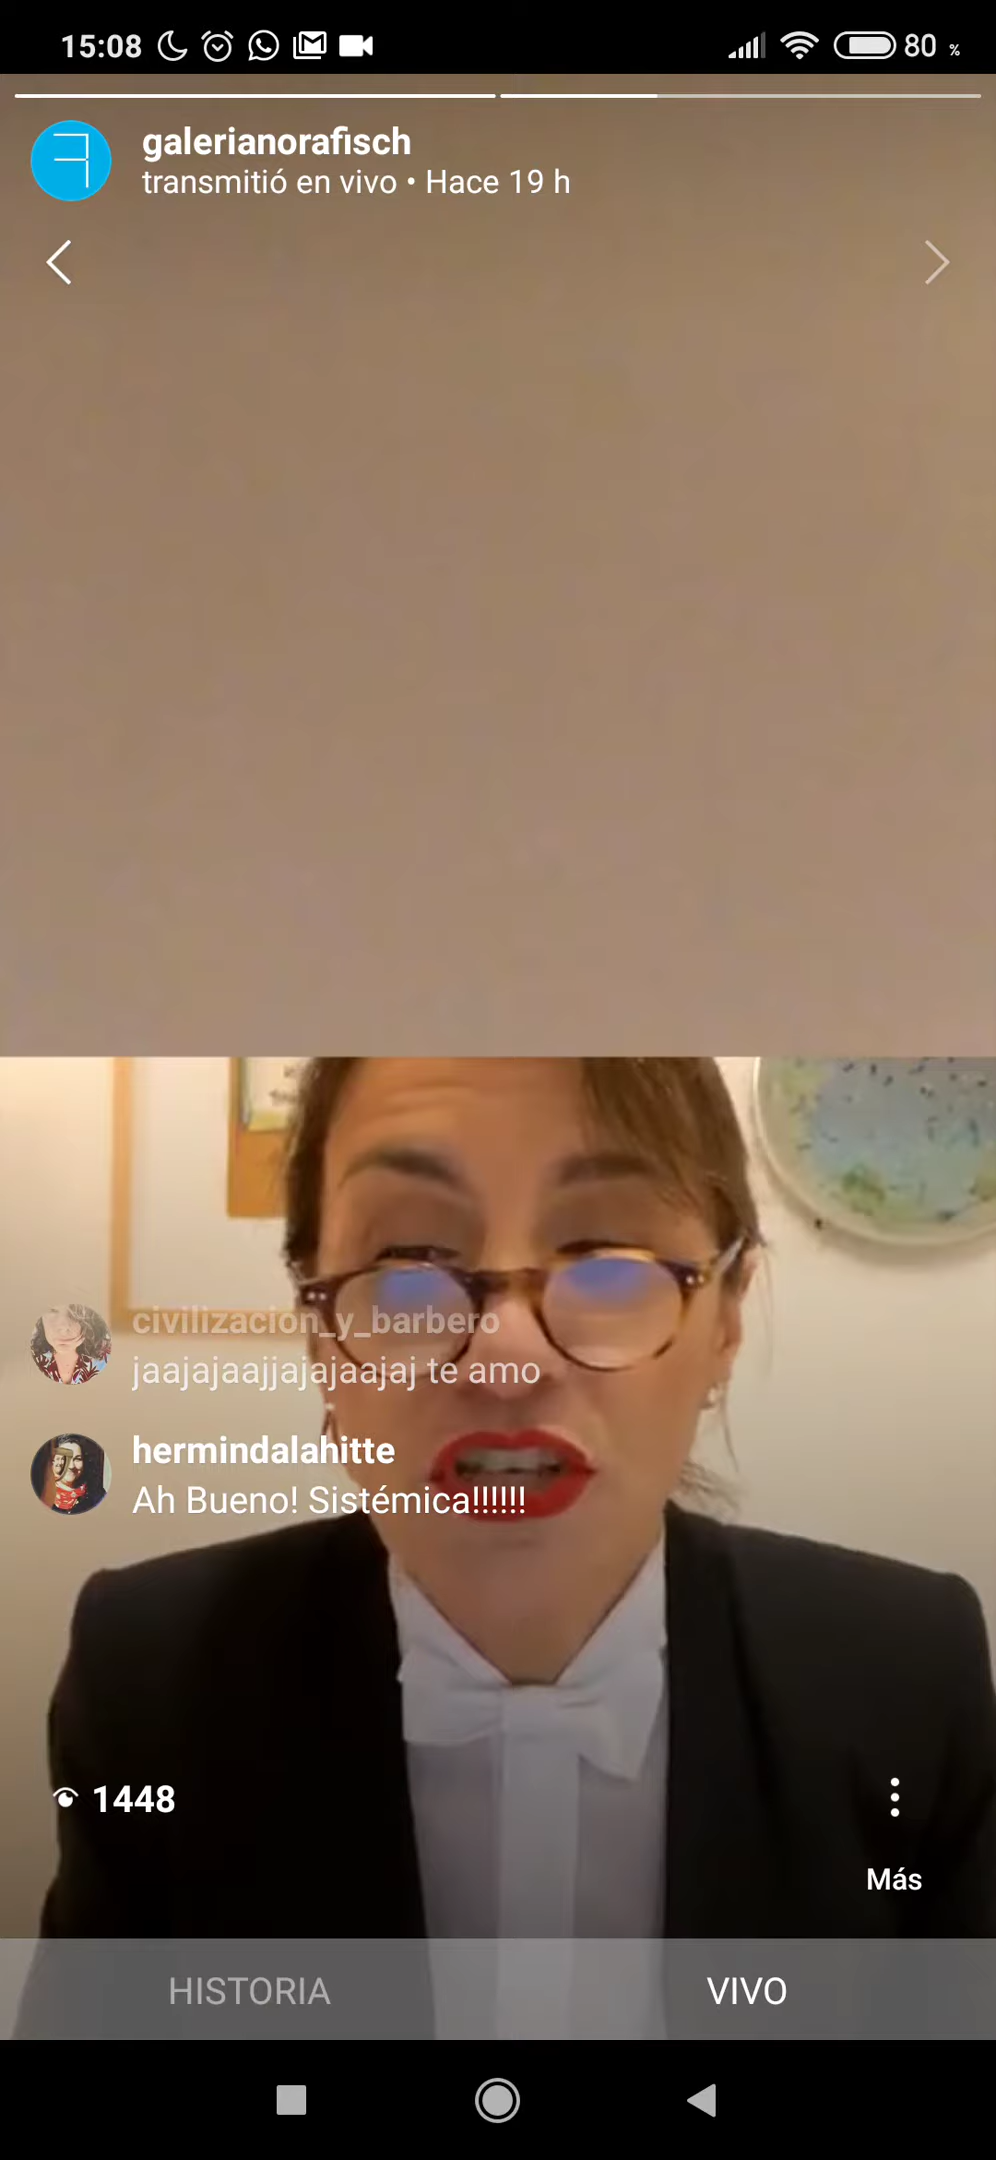 15:08
80 %
galerianorafisch
transmitió en vivo • Hace 19 h
civilizacion_y_barbero
jaajajaajjajajaajaj te amo
hermindalahitte
Ah Bueno! Sistémica!!!!!!
1448
Más
HISTORIA
VIVO